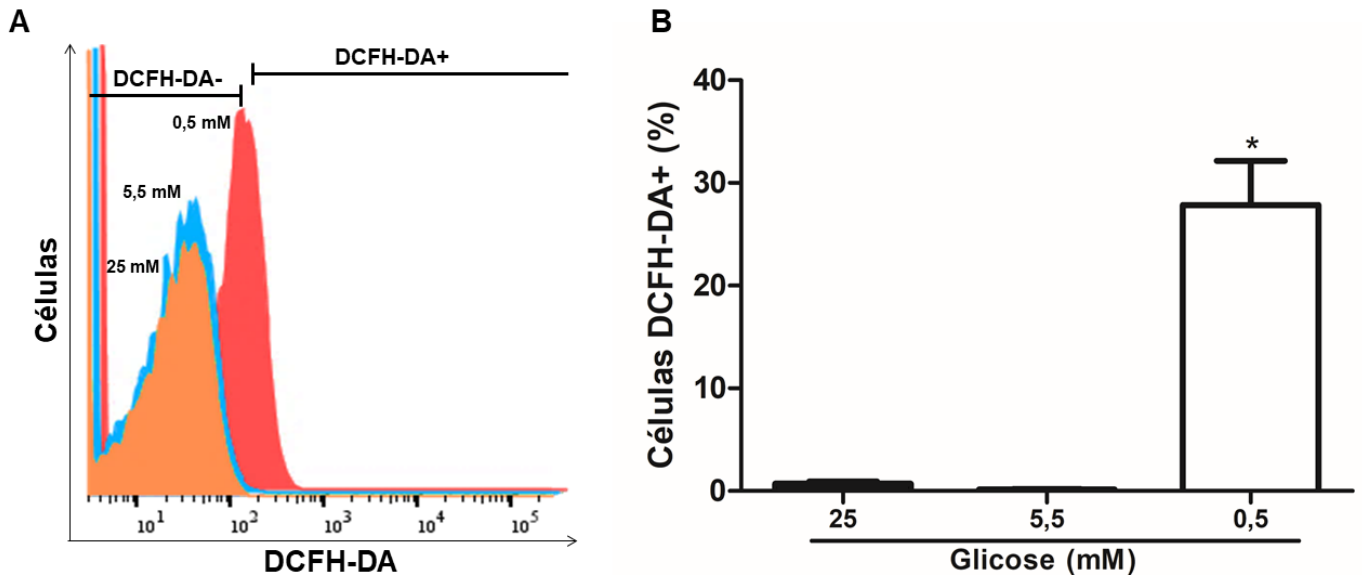 A
DCFH-DA-
DCFH-DA+
0,5 mM
5,5 mM
25 mM
Células
10¹ 10² 10³ 10⁴ 10⁵
DCFH-DA
B
Células DCFH-DA+ (%)
40
30
20
10
0
*
25 5,5 0,5
Glicose (mM)